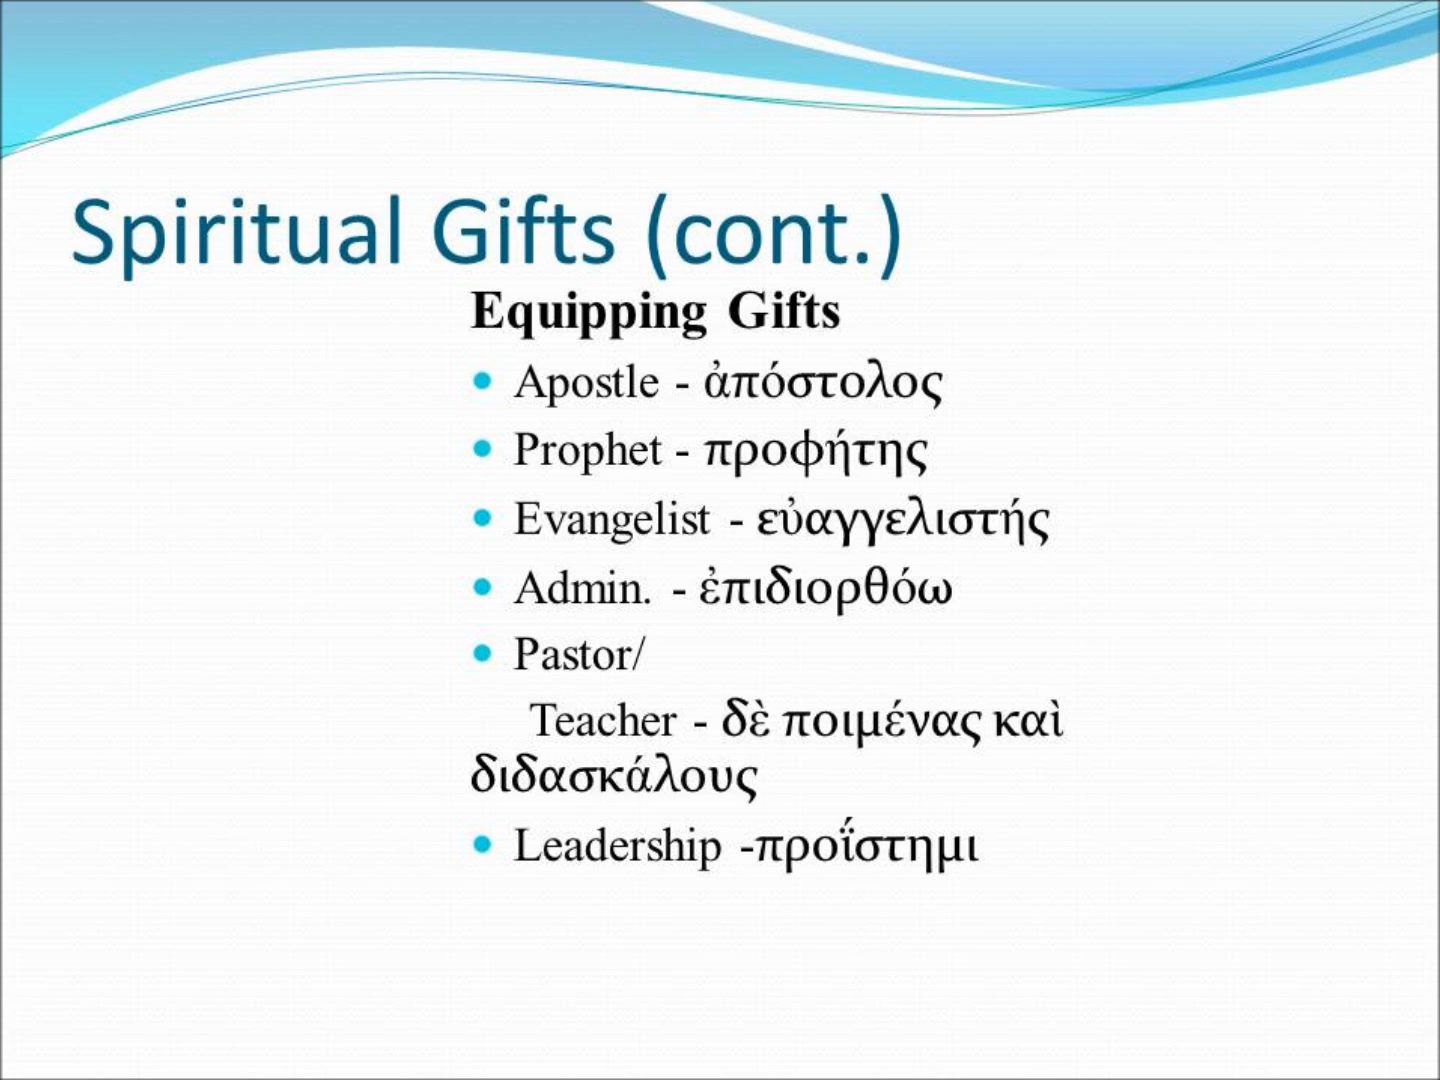 Spiritual Gifts (cont.)
Equipping Gifts
• Apostle - ἀπόστολος
• Prophet - προφήτης
• Evangelist - εὐαγγελιστής
• Admin. - ἐπιδιορθόω
• Pastor/
Teacher - δὲ ποιμένας καὶ
διδασκάλους
• Leadership -προΐστημι